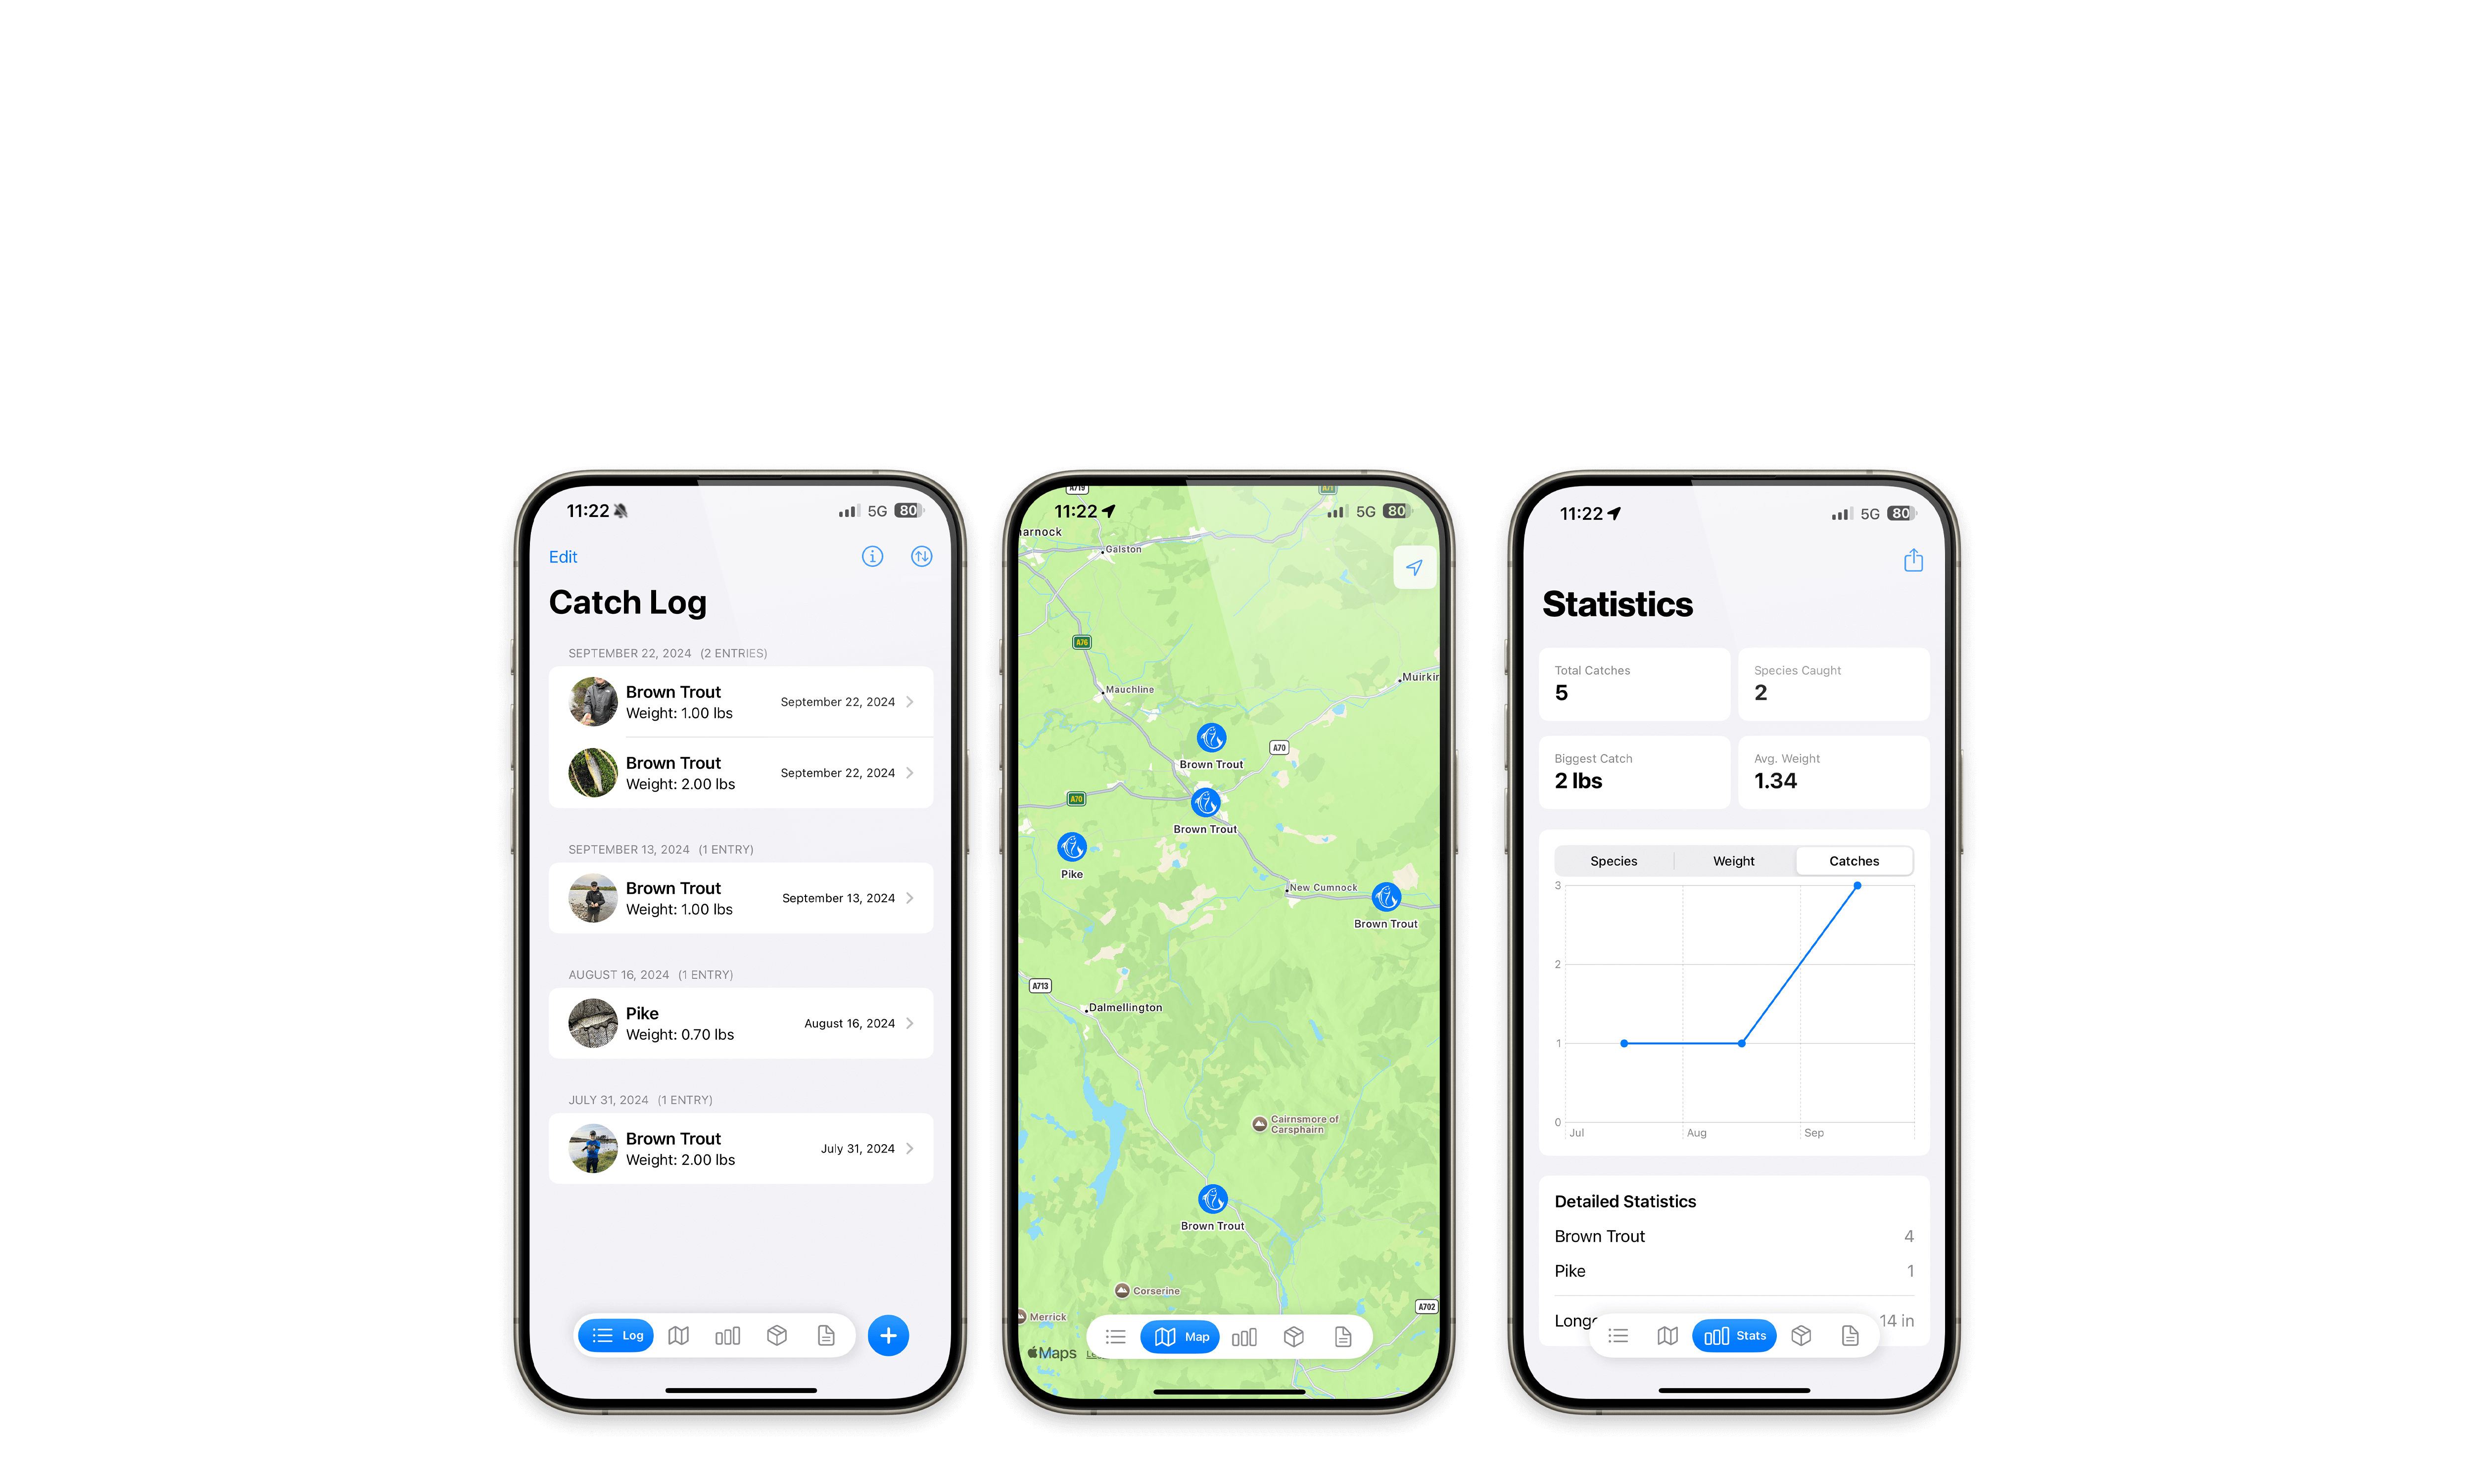 11:22
5G 80
Edit
Catch Log
SEPTEMBER 22, 2024 (2 ENTRIES)
Brown Trout
Weight: 1.00 lbs
September 22, 2024
Brown Trout
Weight: 2.00 lbs
September 22, 2024
SEPTEMBER 13, 2024 (1 ENTRY)
Brown Trout
Weight: 1.00 lbs
September 13, 2024
AUGUST 16, 2024 (1 ENTRY)
Pike
Weight: 0.70 lbs
August 16, 2024
JULY 31, 2024 (1 ENTRY)
Brown Trout
Weight: 2.00 lbs
July 31, 2024
Log
A719
A71
11:22
5G 80
arnock
Galston
A76
Mauchline
Muirkir
Brown Trout
A70
A70
Brown Trout
Pike
New Cumnock
Brown Trout
A713
Dalmellington
Cairnsmore of
Carsphairn
Brown Trout
Corserine
Merrick
A702
Map
Maps
11:22
5G 80
Statistics
Total Catches
5
Species Caught
2
Biggest Catch
2 lbs
Avg. Weight
1.34
Species Weight Catches
3
2
1
0
Jul Aug Sep
Detailed Statistics
Brown Trout 4
Pike 1
Long 14 in
Stats